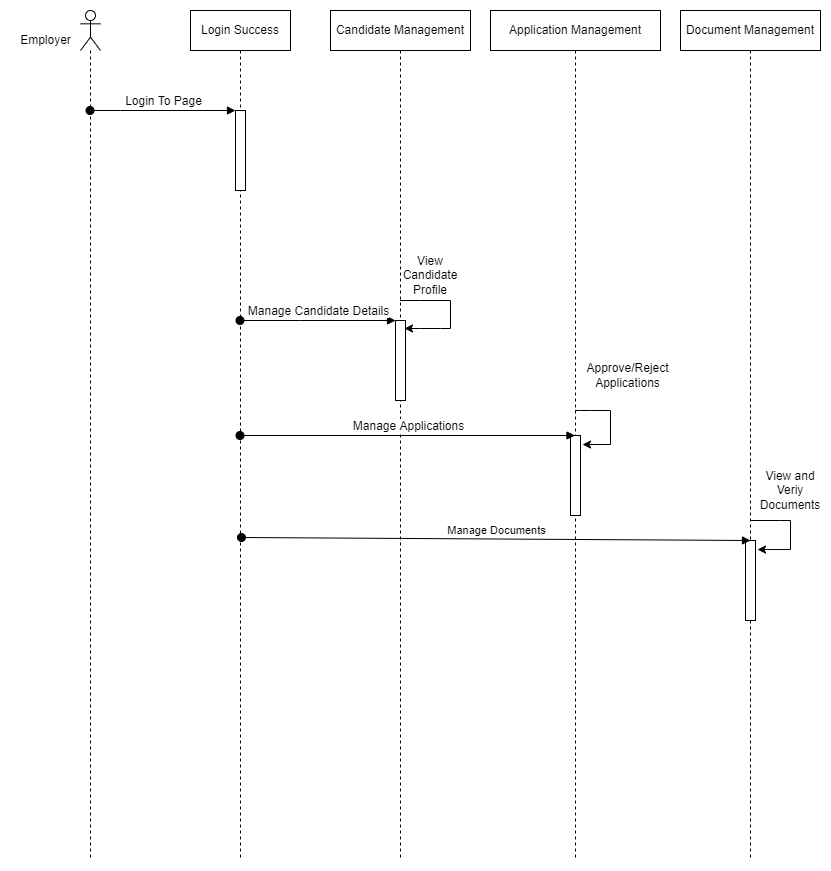 Employer
Login Success
Candidate Management
Application Management
Document Management
Login To Page
View
Candidate
Profile
Manage Candidate Details
Approve/Reject
Applications
Manage Applications
View and
Veriy
Documents
Manage Documents